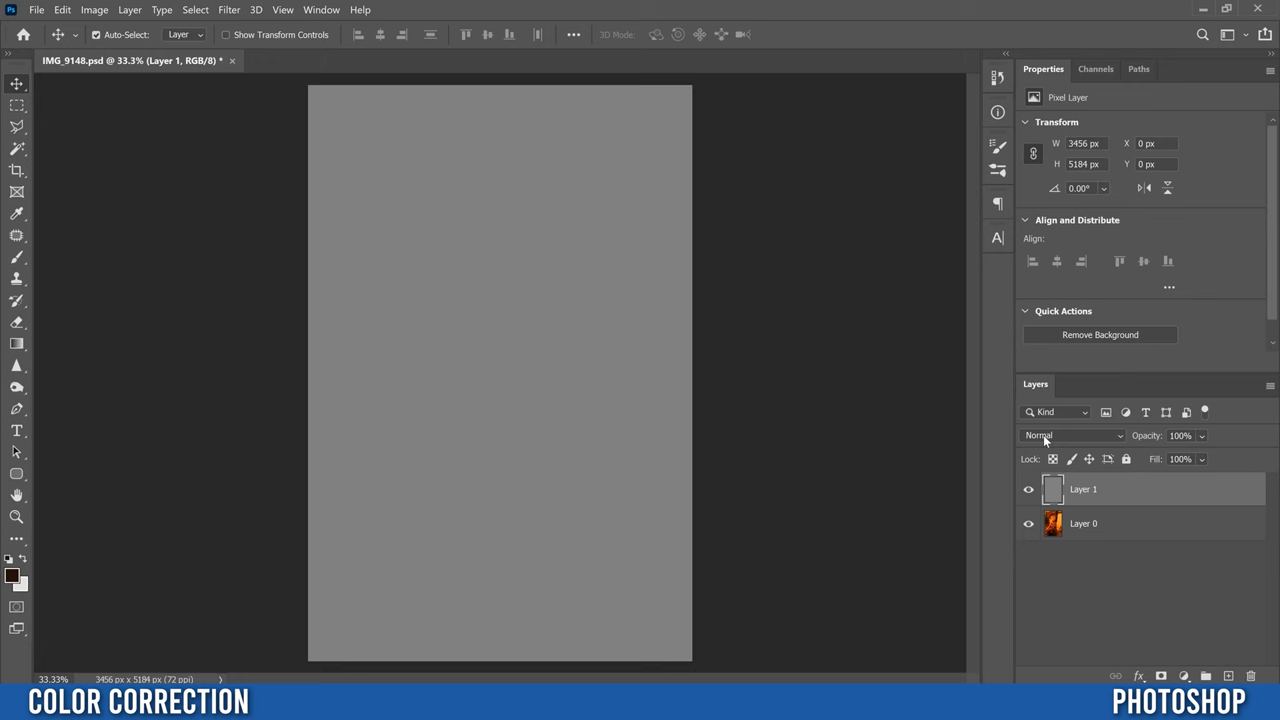 Ps File Edit Image Layer Type Select Filter 3D View Window Help
Auto-Select: Layer Show Transform Controls 3D Mode:
IMG_9148.psd @ 33.3% (Layer 1, RGB/8) *
Properties Channels Paths
Pixel Layer
Transform
W 3456 px X 0 px
H 5184 px Y 0 px
0.00°
Align and Distribute
Align:
Quick Actions
Remove Background
Layers
Kind
Normal Opacity: 100%
Lock: Fill: 100%
Layer 1
Layer 0
33.33% 3456 px x 5184 px (72 ppi)
COLOR CORRECTION PHOTOSHOP